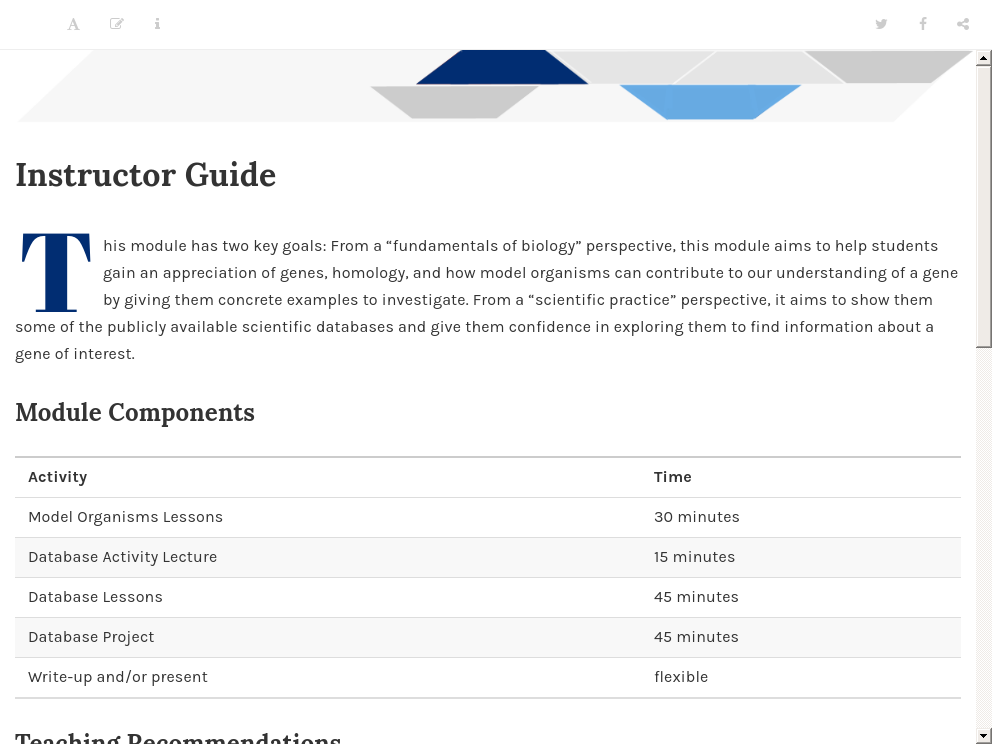 Instructor Guide
This module has two key goals: From a “fundamentals of biology” perspective, this module aims to help students
gain an appreciation of genes, homology, and how model organisms can contribute to our understanding of a gene
by giving them concrete examples to investigate. From a “scientific practice” perspective, it aims to show them
some of the publicly available scientific databases and give them confidence in exploring them to find information about a
gene of interest.
Module Components
Activity Time
Model Organisms Lessons 30 minutes
Database Activity Lecture 15 minutes
Database Lessons 45 minutes
Database Project 45 minutes
Write-up and/or present flexible
Teaching Recommendations